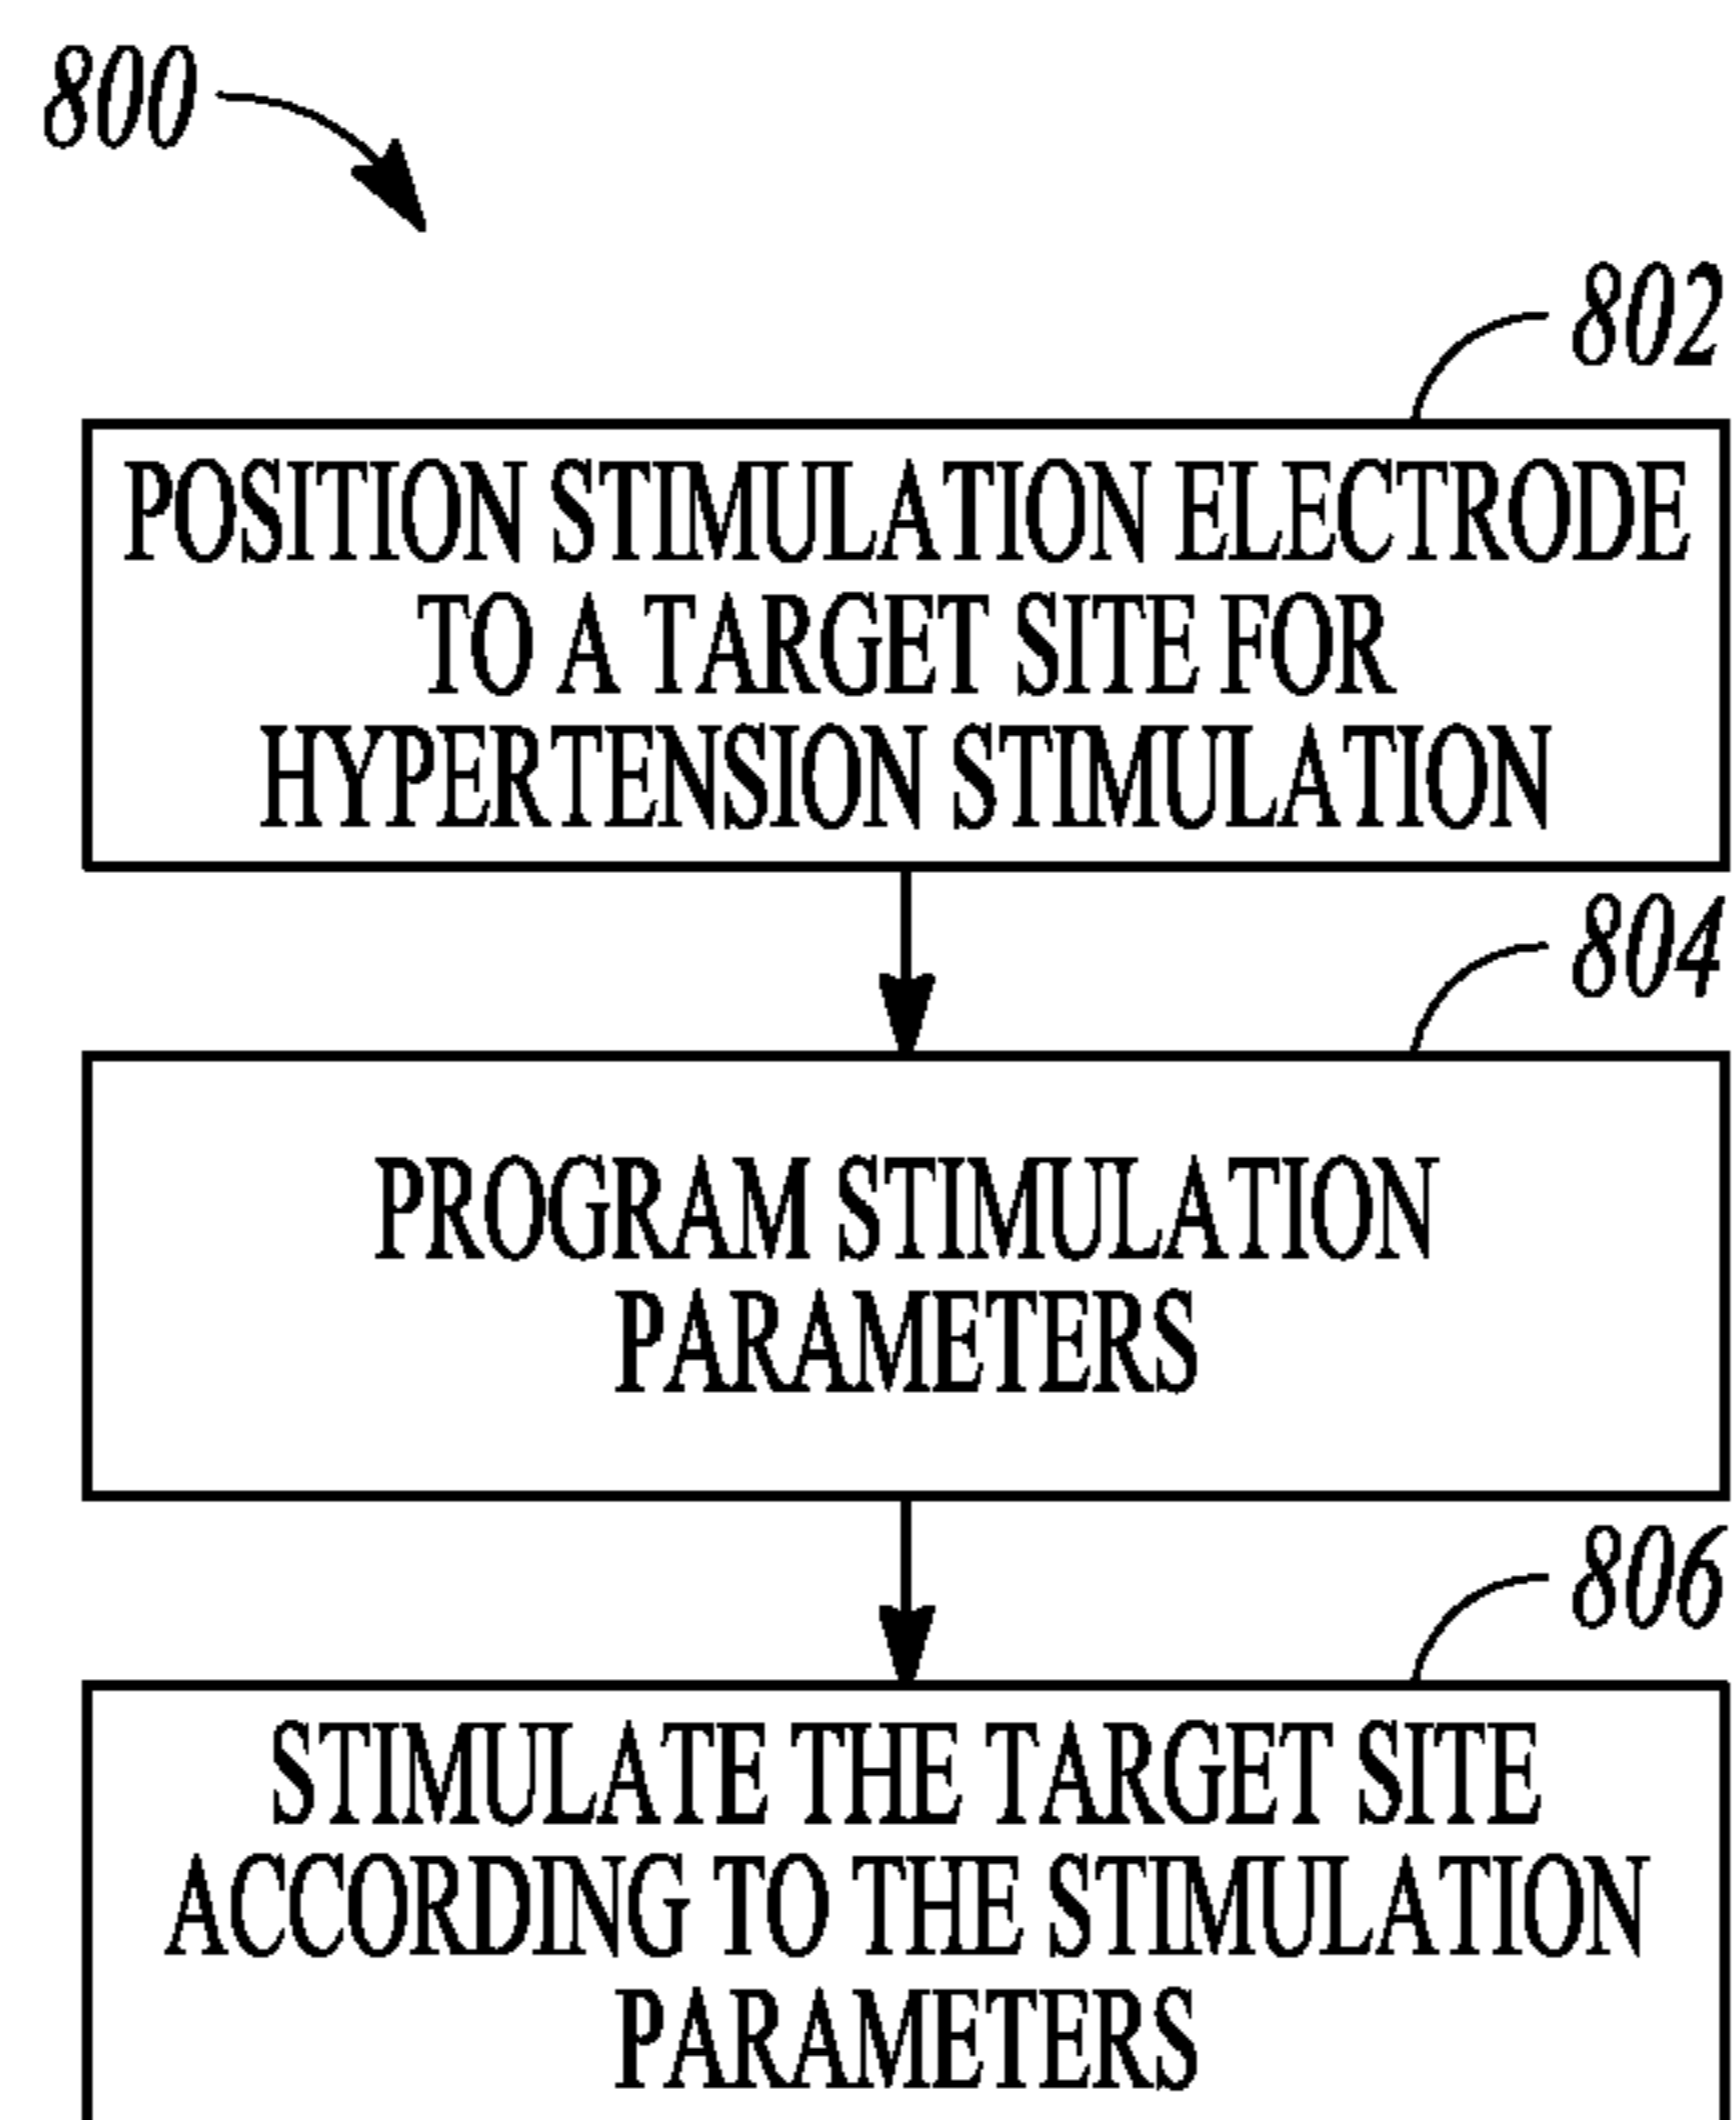 800
802
POSITION STIMULATION ELECTRODE
TO A TARGET SITE FOR
HYPERTENSION STIMULATION
804
PROGRAM STIMULATION
PARAMETERS
806
STIMULATE THE TARGET SITE
ACCORDING TO THE STIMULATION
PARAMETERS